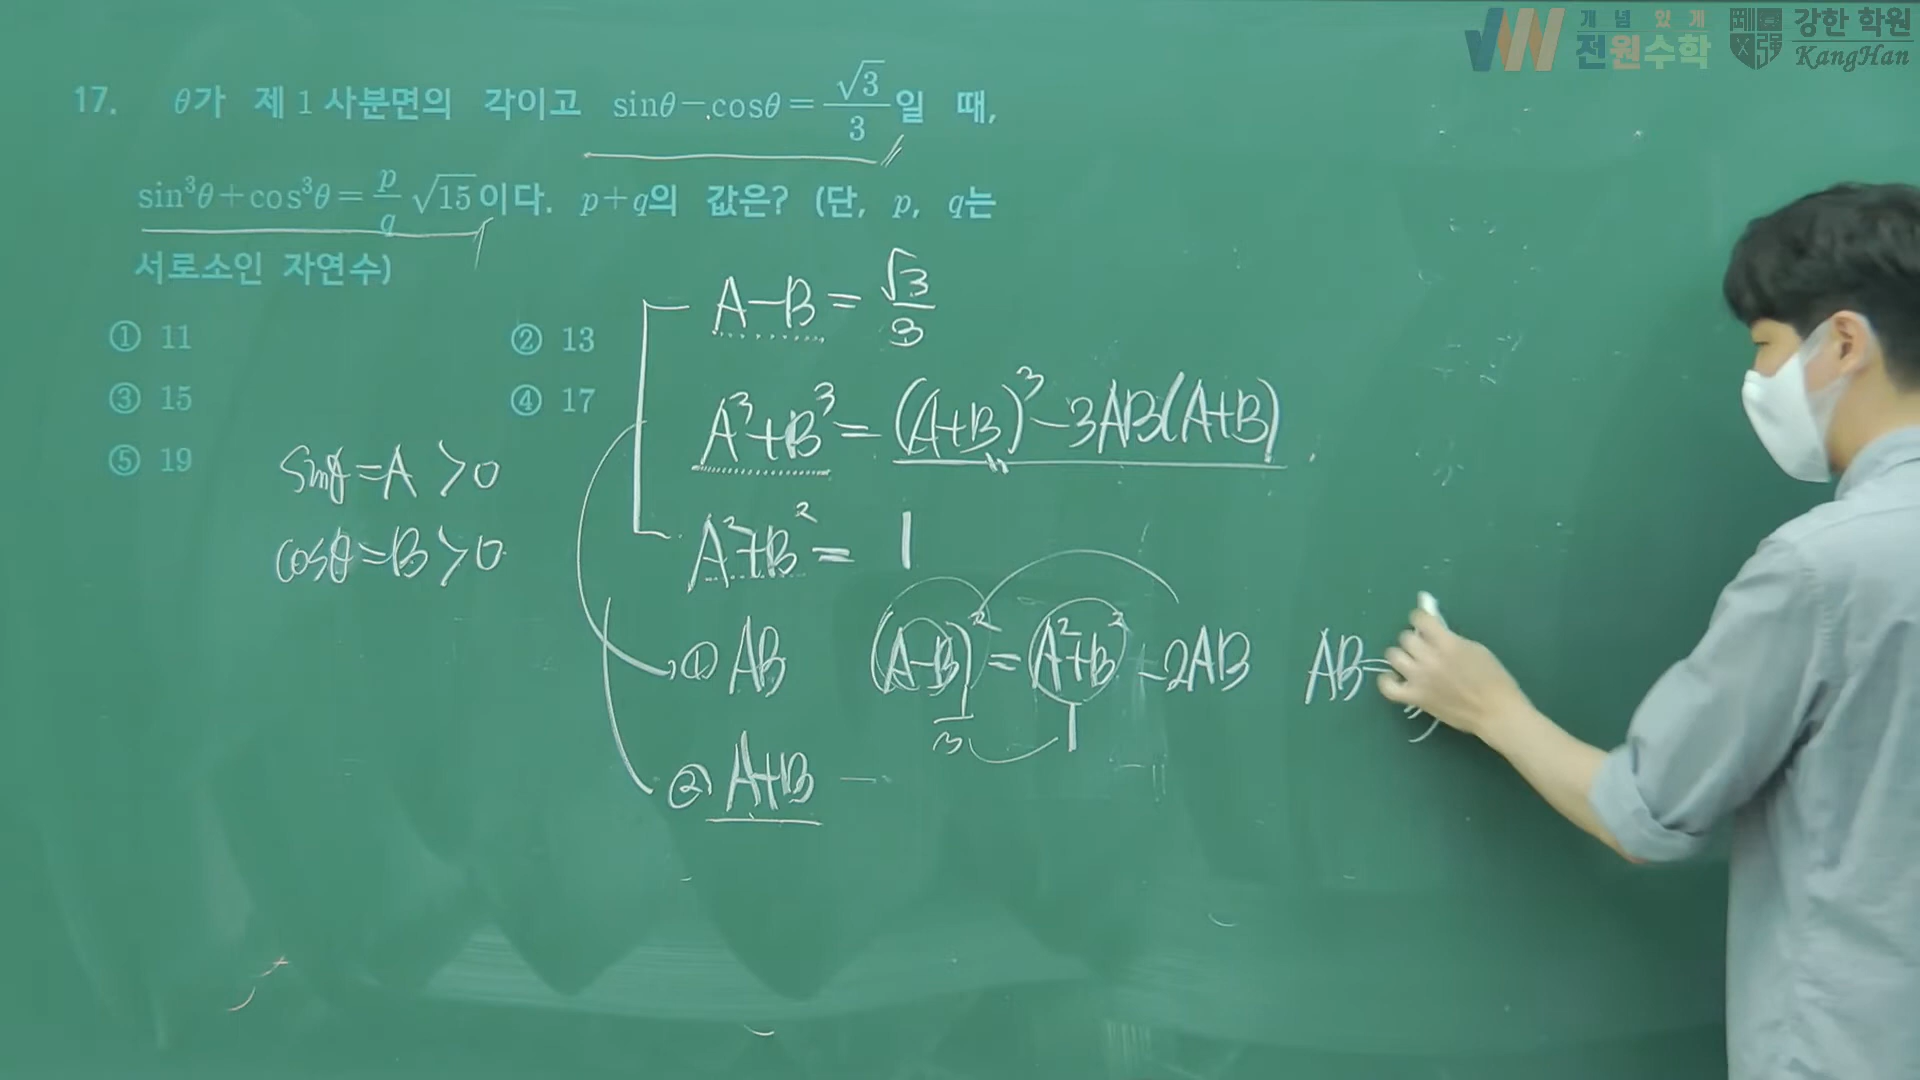 개념있게
전원수학
강한 학원
KangHan
17. θ가 제 1 사분면의 각이고 sinθ-cosθ=√3/3일 때,
sin³θ+cos³θ=p/q √15이다. p+q의 값은? (단, p, q는
서로소인 자연수)
① 11
② 13
③ 15
④ 17
⑤ 19
sinθ=A >0
cosθ=B>0
A-B=√3/3
A³+B³=(A+B)³-3AB(A+B)
A²+B²= 1
① AB (A-B)²=A²+B²-2AB AB=
1/3 1
② A+B